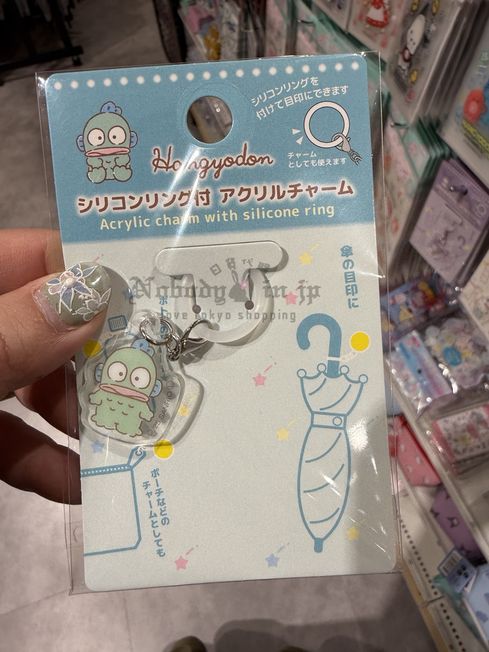 シリコンリングを
付けて目印にできます
チャーム
としても使えます
Hangyodon
シリコンリング付 アクリルチャーム
Acrylic charm with silicone ring
Nobody in.jp
Love tokyo shopping
傘の目印に
ポーチなどの
チャームとしても